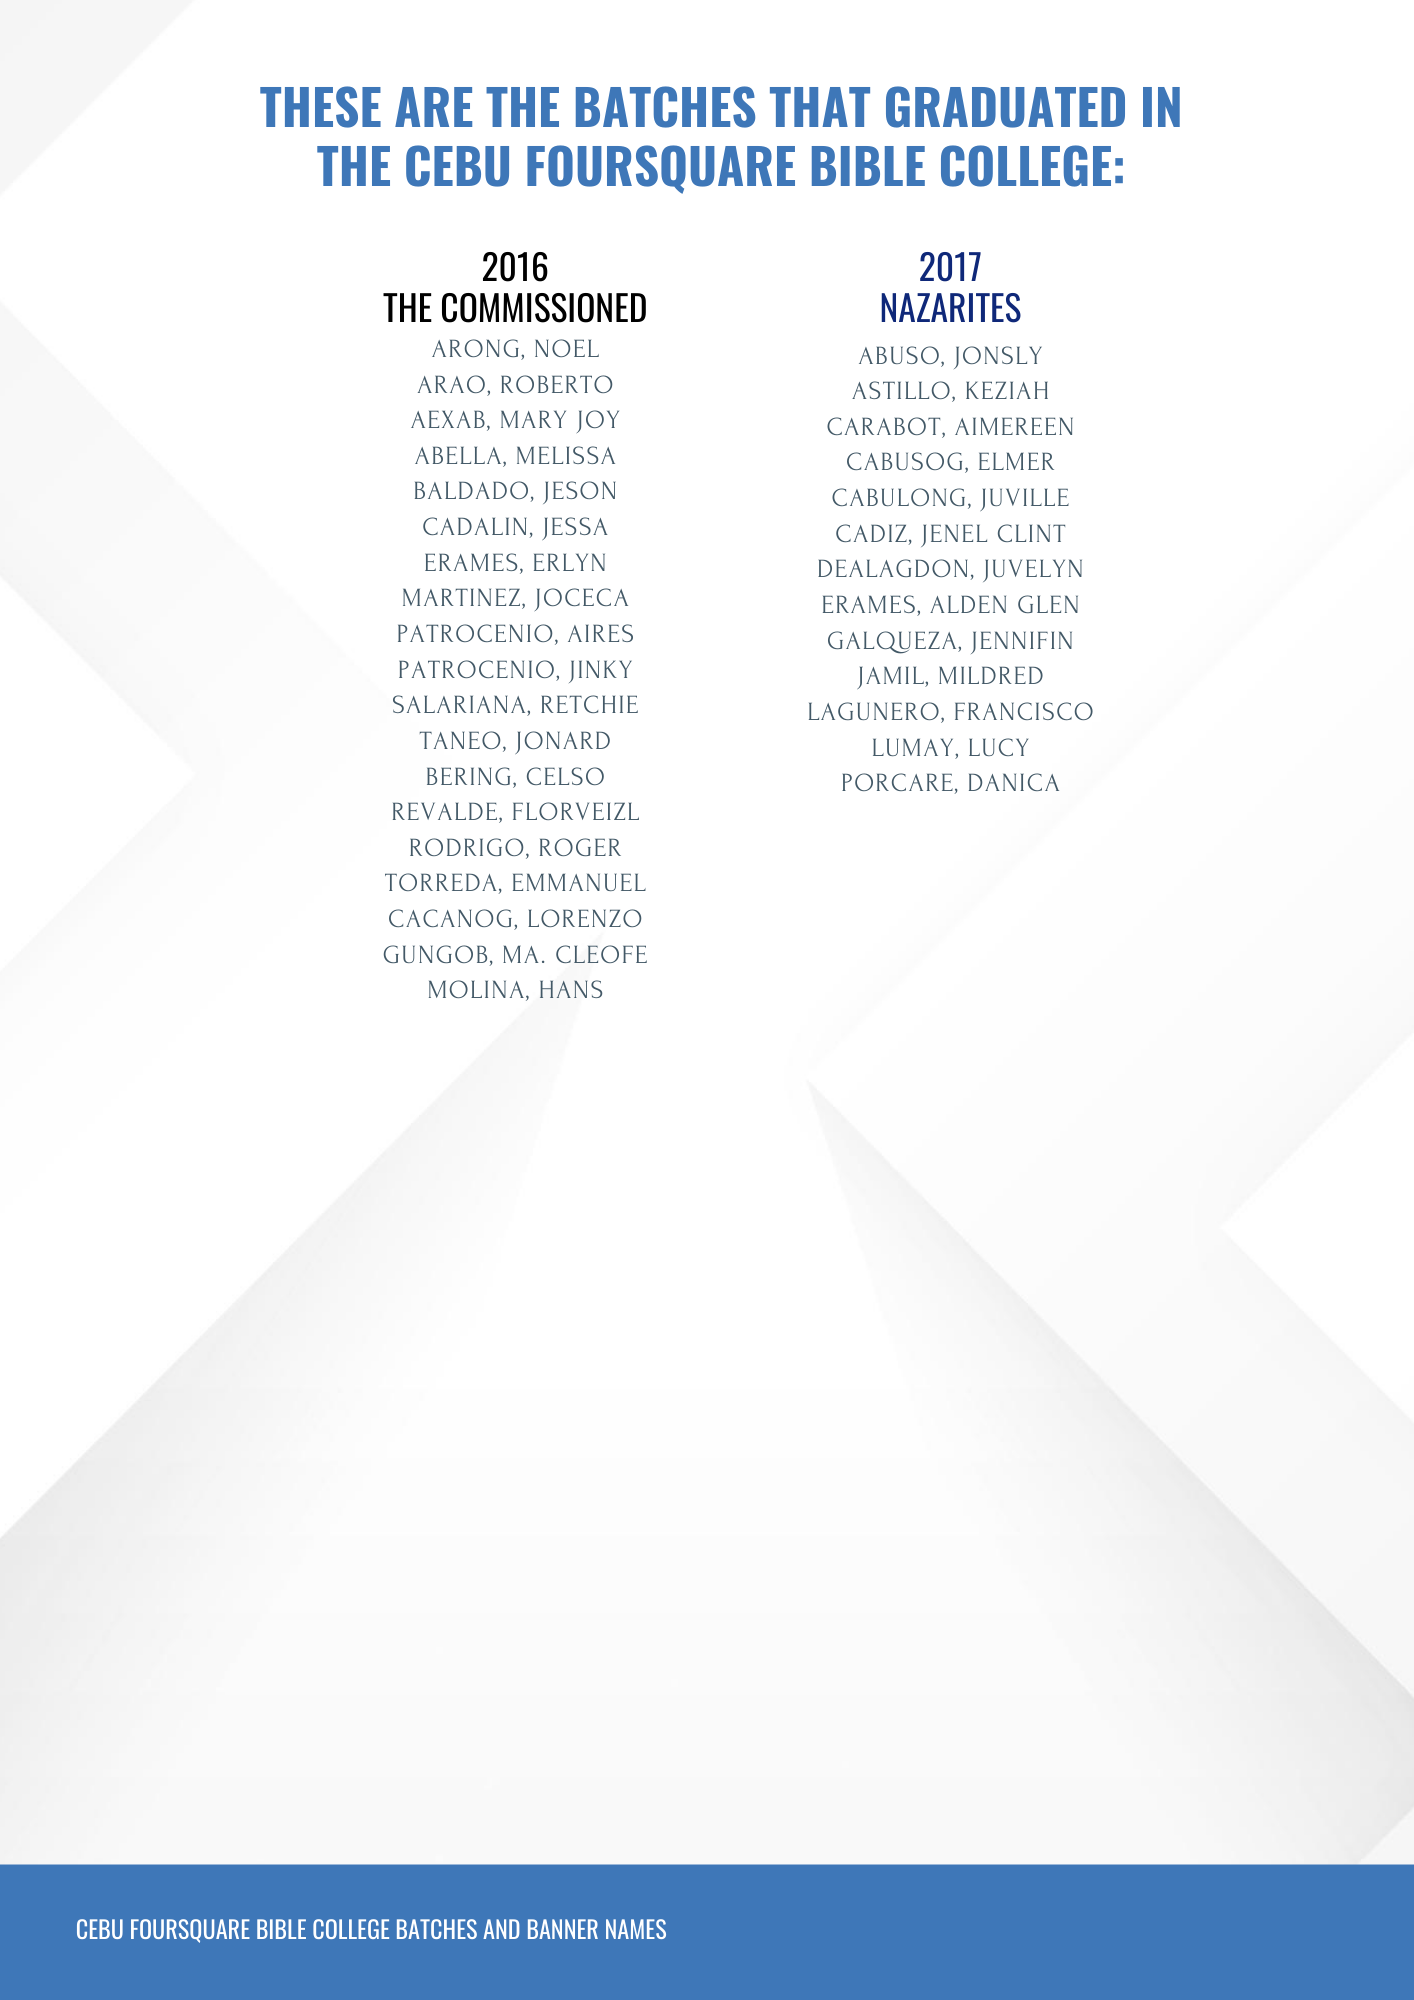 THESE ARE THE BATCHES THAT GRADUATED IN
THE CEBU FOURSQUARE BIBLE COLLEGE:
2016
THE COMMISSIONED
ARONG, NOEL
ARAO, ROBERTO
AEXAB, MARY JOY
ABELLA, MELISSA
BALDADO, JESON
CADALIN, JESSA
ERAMES, ERLYN
MARTINEZ, JOCECA
PATROCENIO, AIRES
PATROCENIO, JINKY
SALARIANA, RETCHIE
TANEO, JONARD
BERING, CELSO
REVALDE, FLORVEIZL
RODRIGO, ROGER
TORREDA, EMMANUEL
CACANOG, LORENZO
GUNGOB, MA. CLEOFE
MOLINA, HANS
2017
NAZARITES
ABUSO, JONSLY
ASTILLO, KEZIAH
CARABOT, AIMEREEN
CABUSOG, ELMER
CABULONG, JUVILLE
CADIZ, JENEL CLINT
DEALAGDON, JUVELYN
ERAMES, ALDEN GLEN
GALQUEZA, JENNIFIN
JAMIL, MILDRED
LAGUNERO, FRANCISCO
LUMAY, LUCY
PORCARE, DANICA
CEBU FOURSQUARE BIBLE COLLEGE BATCHES AND BANNER NAMES